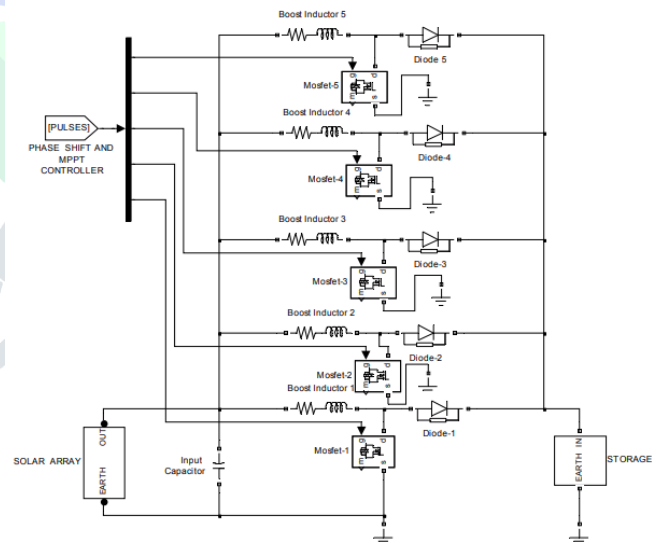 Boost Inductor 5
Diode 5
Mosfet-5
g
d
m
s
Boost Inductor 4
[PULSES]
PHASE SHIFT AND
MPPT
CONTROLLER
Diode-4
Mosfet-4
g
d
m
s
Boost Inductor 3
Diode-3
Mosfet-3
g
d
m
s
Boost Inductor 2
Diode-2
Mosfet-2
g
d
m
s
Boost Inductor 1
Diode-1
Mosfet-1
g
d
m
s
SOLAR ARRAY
OUT
EARTH
Input
Capacitor
EARTH IN
STORAGE